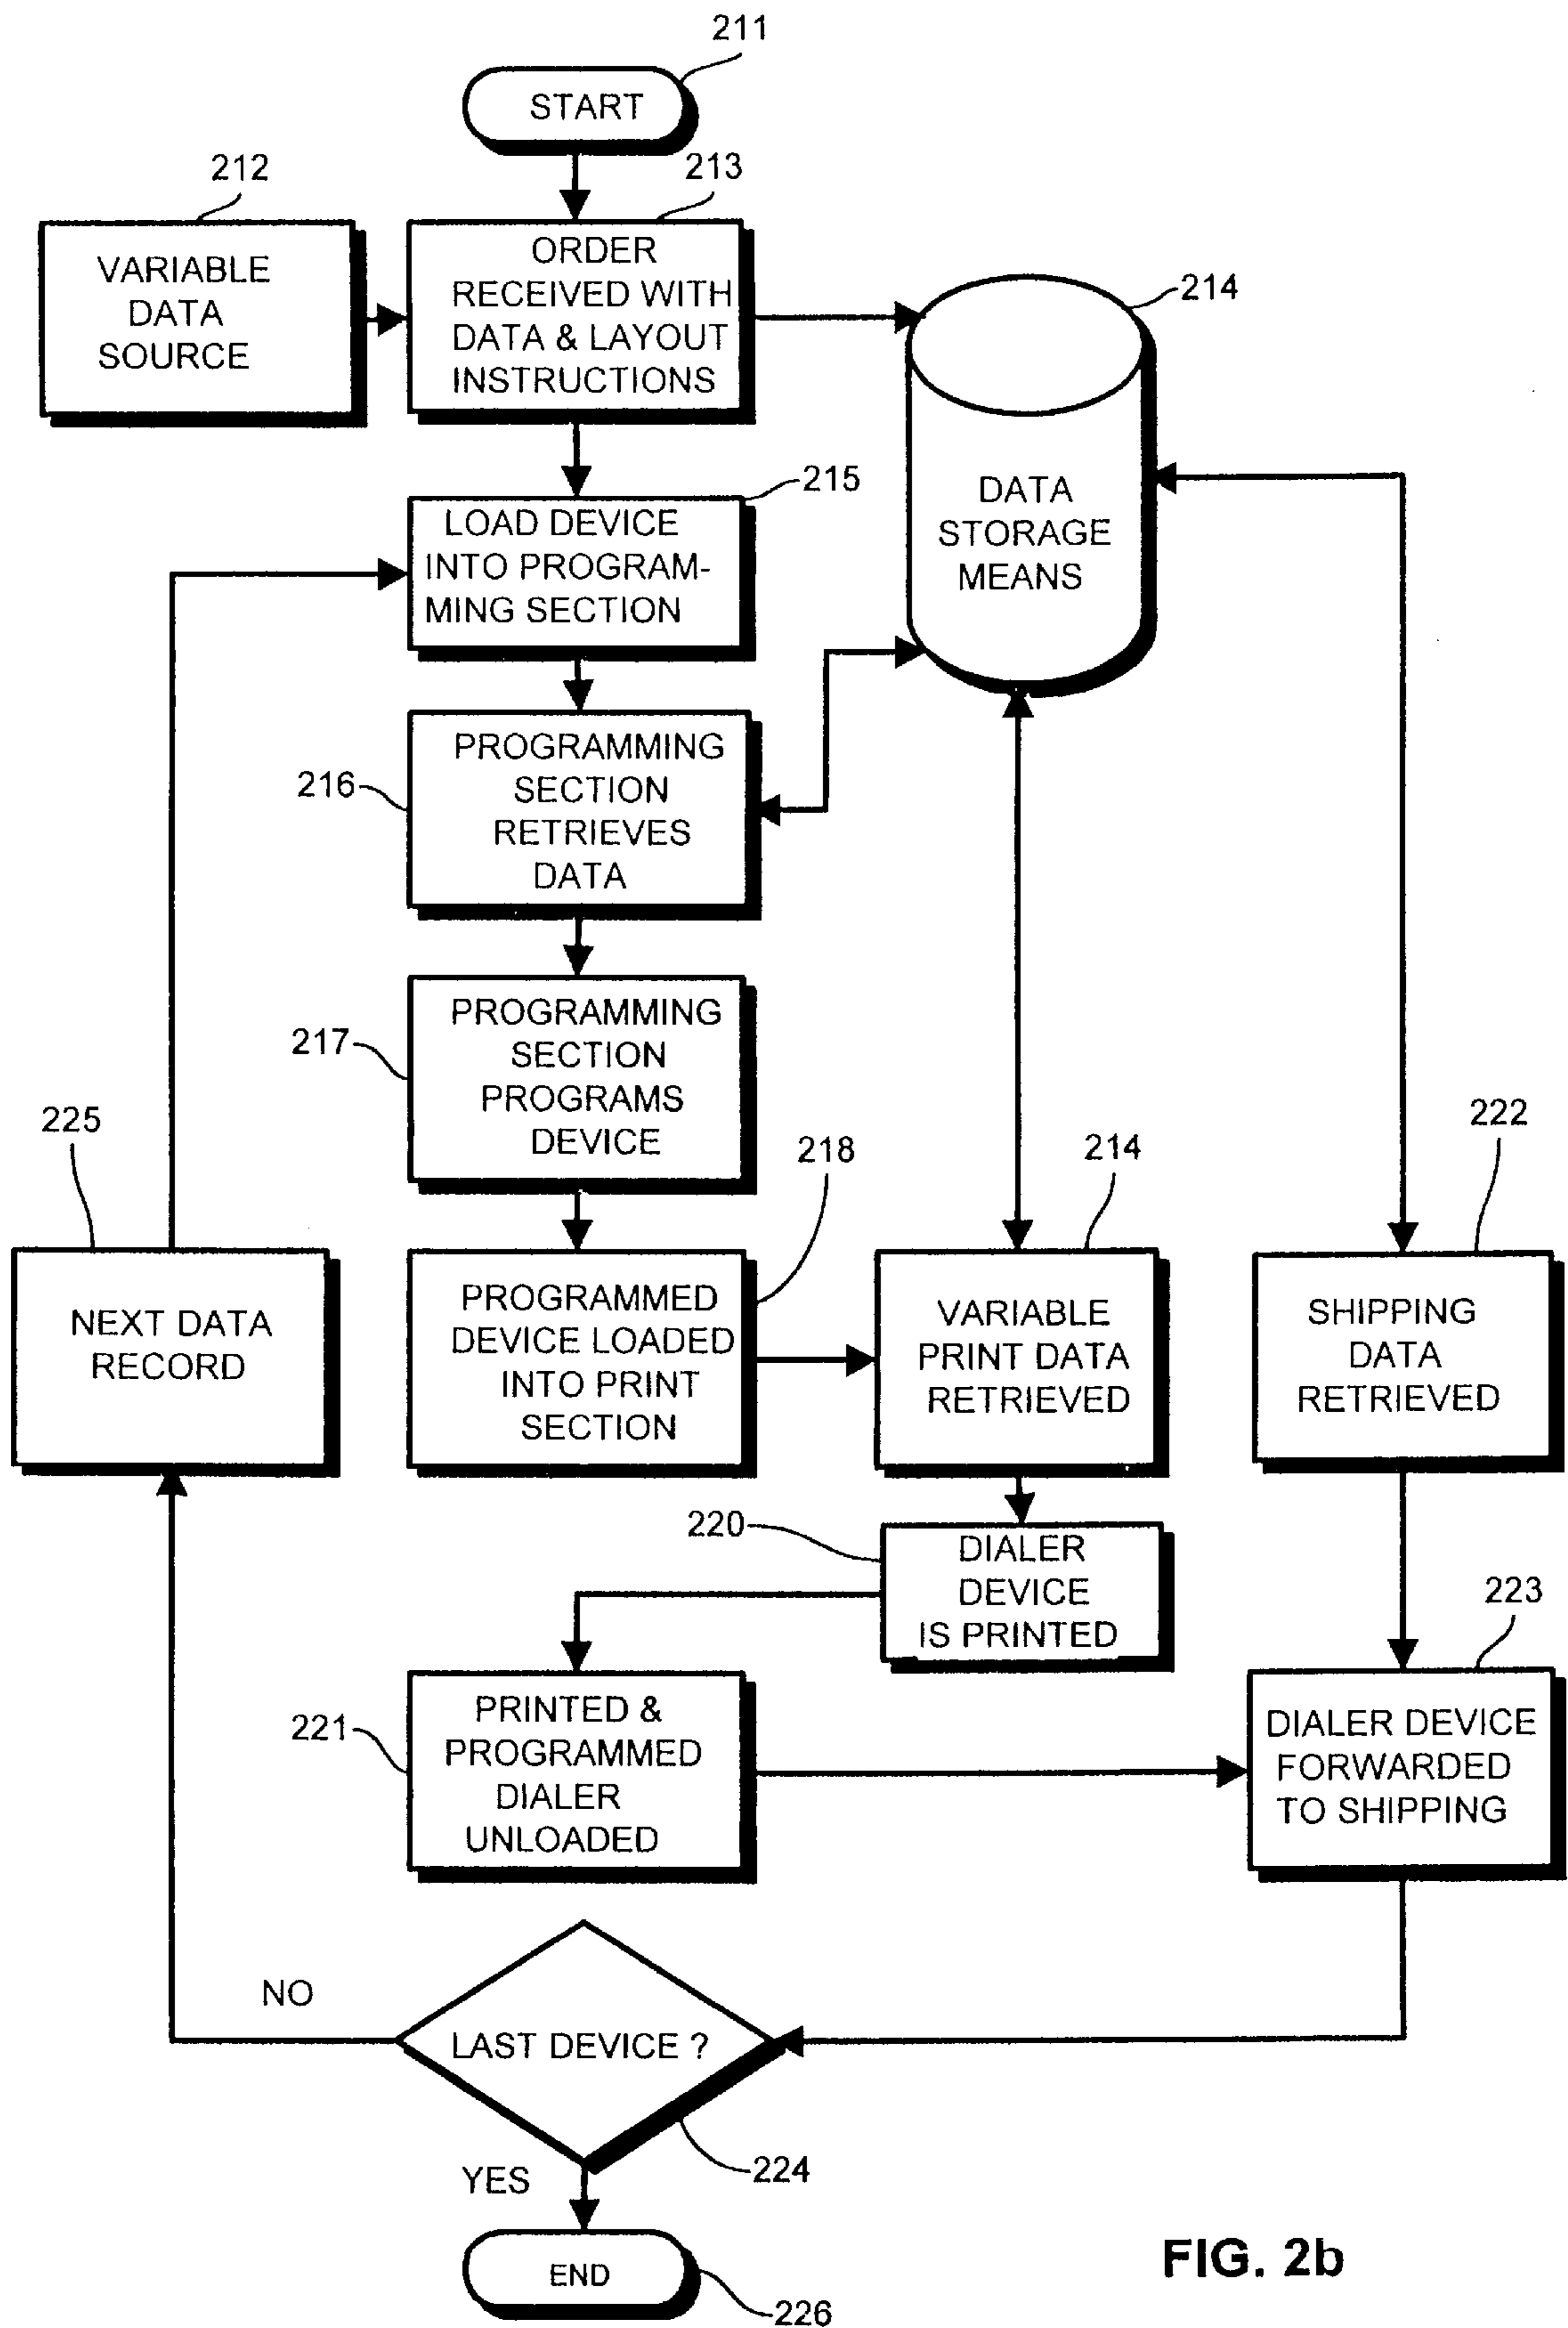 211
START
212
213
VARIABLE
DATA
SOURCE
ORDER
RECEIVED WITH
DATA & LAYOUT
INSTRUCTIONS
214
DATA
STORAGE
MEANS
215
LOAD DEVICE
INTO PROGRAM-
MING SECTION
216
PROGRAMMING
SECTION
RETRIEVES
DATA
217
PROGRAMMING
SECTION
PROGRAMS
DEVICE
225
NEXT DATA
RECORD
218
PROGRAMMED
DEVICE LOADED
INTO PRINT
SECTION
214
VARIABLE
PRINT DATA
RETRIEVED
222
SHIPPING
DATA
RETRIEVED
220
DIALER
DEVICE
IS PRINTED
221
PRINTED &
PROGRAMMED
DIALER
UNLOADED
223
DIALER DEVICE
FORWARDED
TO SHIPPING
NO
LAST DEVICE ?
224
YES
END
226
FIG. 2b